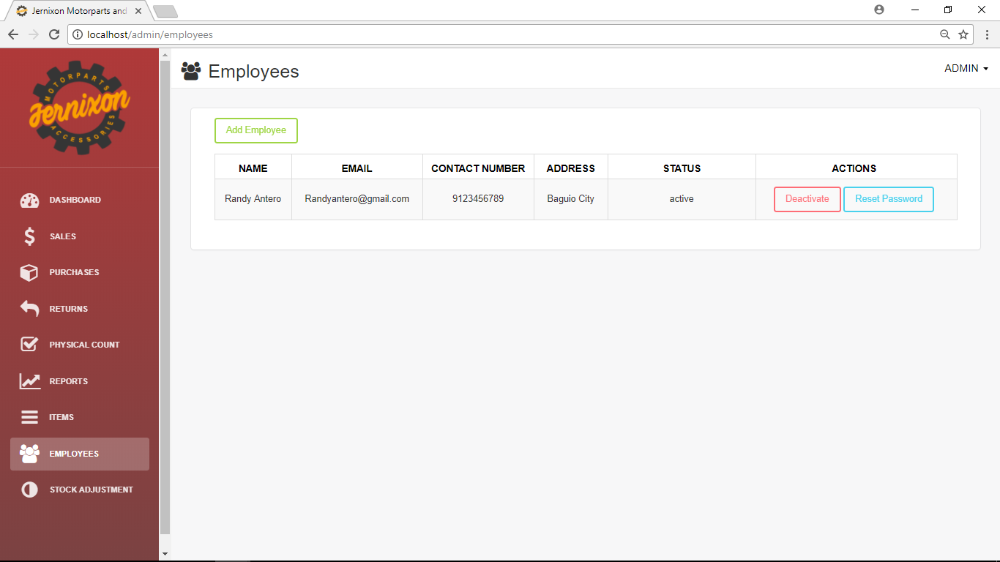 Jernixon Motorparts and
localhost/admin/employees
MOTORPARTS
Jernixon
ACCESSORIES
DASHBOARD
SALES
PURCHASES
RETURNS
PHYSICAL COUNT
REPORTS
ITEMS
EMPLOYEES
STOCK ADJUSTMENT
Employees
ADMIN
Add Employee
NAME EMAIL CONTACT NUMBER ADDRESS STATUS ACTIONS
Randy Antero Randyantero@gmail.com 9123456789 Baguio City active Deactivate Reset Password